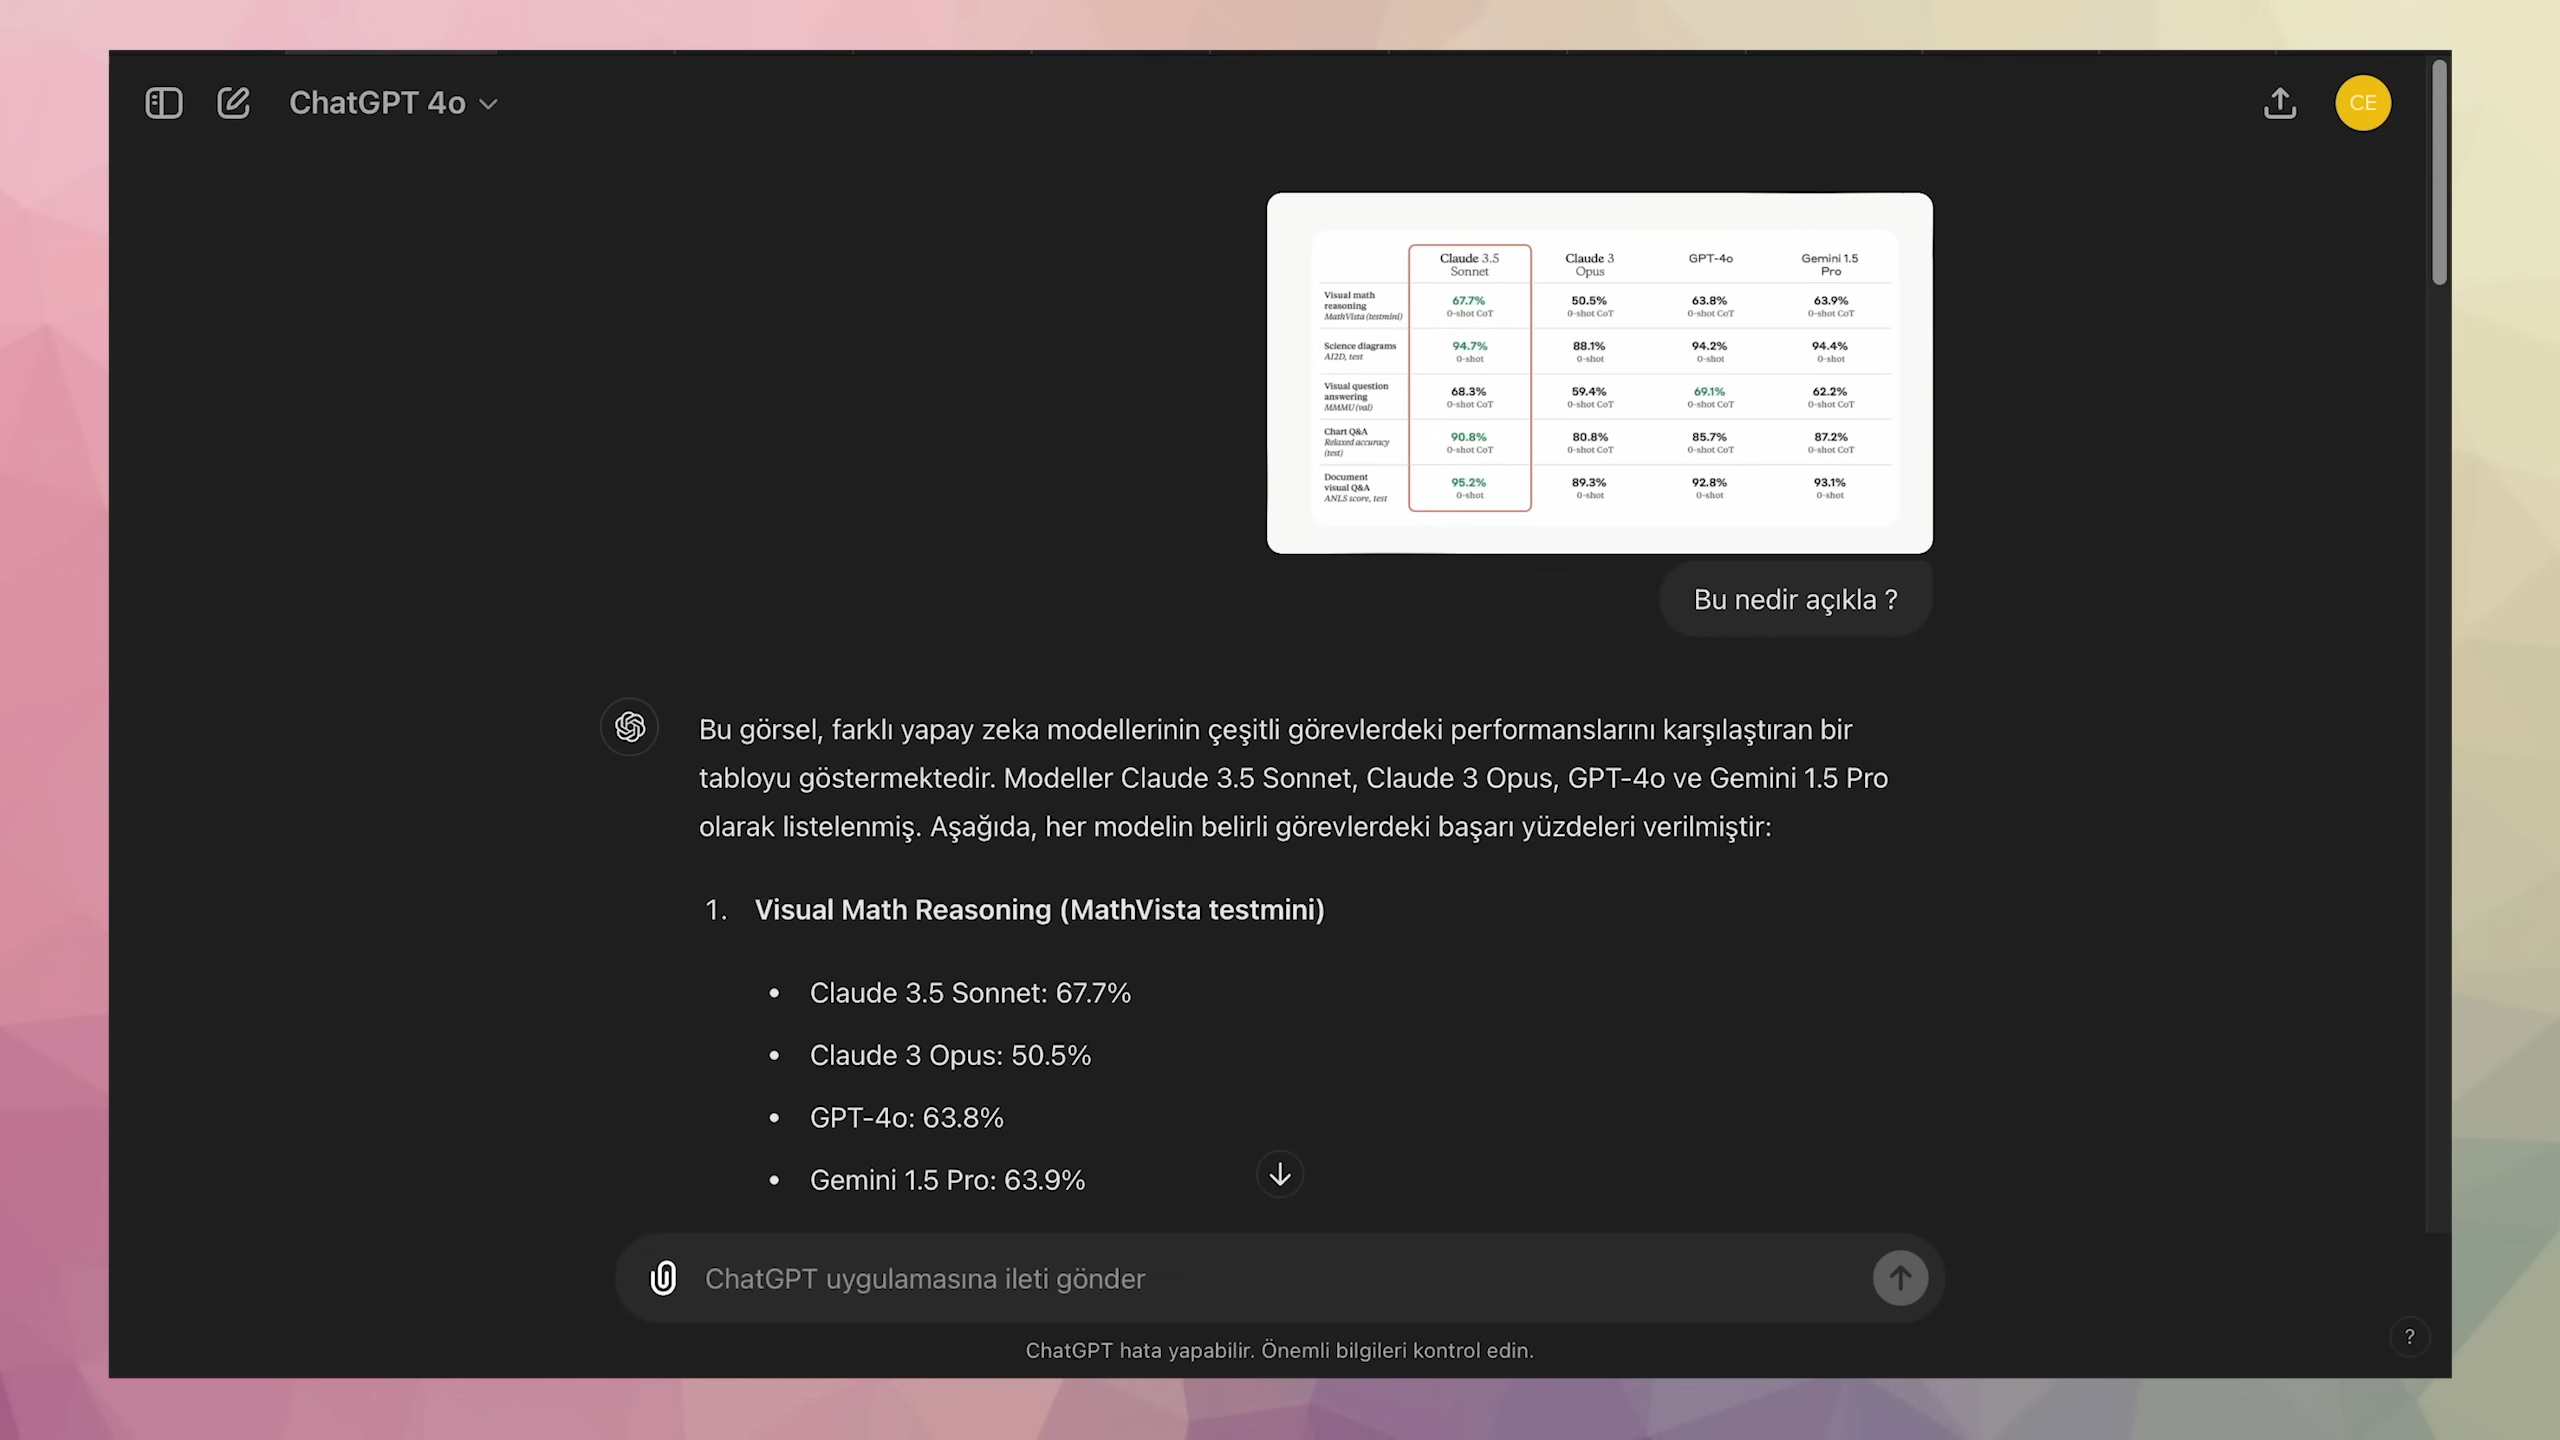 ChatGPT 4o
CE
Claude 3.5 Sonnet
Claude 3 Opus
GPT-4o
Gemini 1.5 Pro
Visual math reasoning MathVista (testmini)
67.7% 0-shot CoT
50.5% 0-shot CoT
63.8% 0-shot CoT
63.9% 0-shot CoT
Science diagrams AI2D, test
94.7% 0-shot
88.1% 0-shot
94.2% 0-shot
94.4% 0-shot
Visual question answering MMMU (val)
68.3% 0-shot CoT
59.4% 0-shot CoT
69.1% 0-shot CoT
62.2% 0-shot CoT
Chart Q&A Relaxed accuracy (test)
90.8% 0-shot CoT
80.8% 0-shot CoT
85.7% 0-shot CoT
87.2% 0-shot CoT
Document visual Q&A ANLS score, test
95.2% 0-shot
89.3% 0-shot
92.8% 0-shot
93.1% 0-shot
Bu nedir açıkla ?
Bu görsel, farklı yapay zeka modellerinin çeşitli görevlerdeki performanslarını karşılaştıran bir
tabloyu göstermektedir. Modeller Claude 3.5 Sonnet, Claude 3 Opus, GPT-4o ve Gemini 1.5 Pro
olarak listelenmiş. Aşağıda, her modelin belirli görevlerdeki başarı yüzdeleri verilmiştir:
1. Visual Math Reasoning (MathVista testmini)
• Claude 3.5 Sonnet: 67.7%
• Claude 3 Opus: 50.5%
• GPT-4o: 63.8%
• Gemini 1.5 Pro: 63.9%
ChatGPT uygulamasına ileti gönder
ChatGPT hata yapabilir. Önemli bilgileri kontrol edin.
?